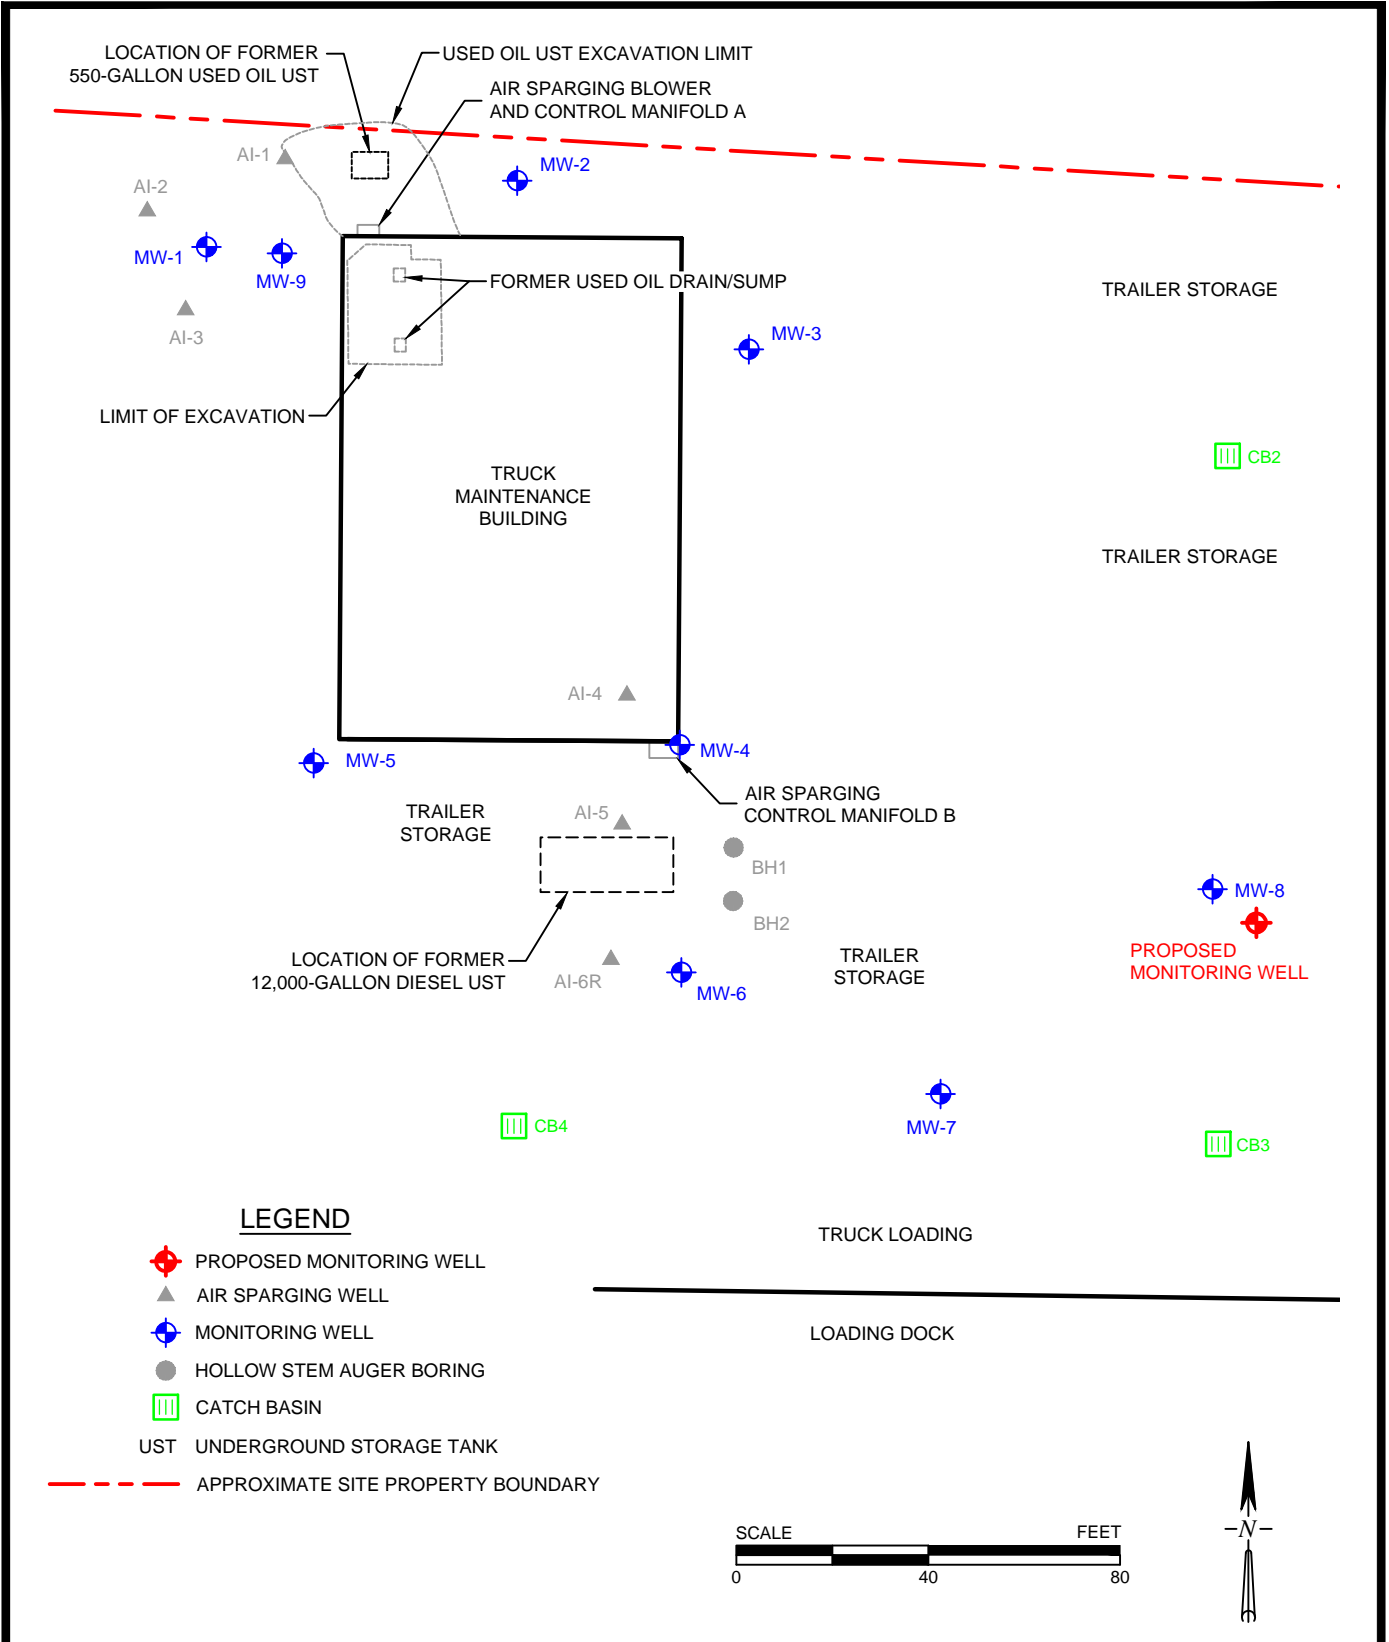 LOCATION OF FORMER
550-GALLON USED OIL UST
USED OIL UST EXCAVATION LIMIT
AIR SPARGING BLOWER
AND CONTROL MANIFOLD A
AI-1
MW-2
AI-2
MW-1
MW-9
FORMER USED OIL DRAIN/SUMP
TRAILER STORAGE
AI-3
MW-3
LIMIT OF EXCAVATION
CB2
TRUCK
MAINTENANCE
BUILDING
TRAILER STORAGE
AI-4
MW-4
MW-5
AIR SPARGING
CONTROL MANIFOLD B
TRAILER
STORAGE
AI-5
BH1
MW-8
BH2
PROPOSED
MONITORING WELL
LOCATION OF FORMER
12,000-GALLON DIESEL UST
AI-6R
MW-6
TRAILER
STORAGE
MW-7
CB4
CB3
TRUCK LOADING
LOADING DOCK
LEGEND
PROPOSED MONITORING WELL
AIR SPARGING WELL
MONITORING WELL
HOLLOW STEM AUGER BORING
CATCH BASIN
UST UNDERGROUND STORAGE TANK
APPROXIMATE SITE PROPERTY BOUNDARY
SCALE FEET
0 40 80
N